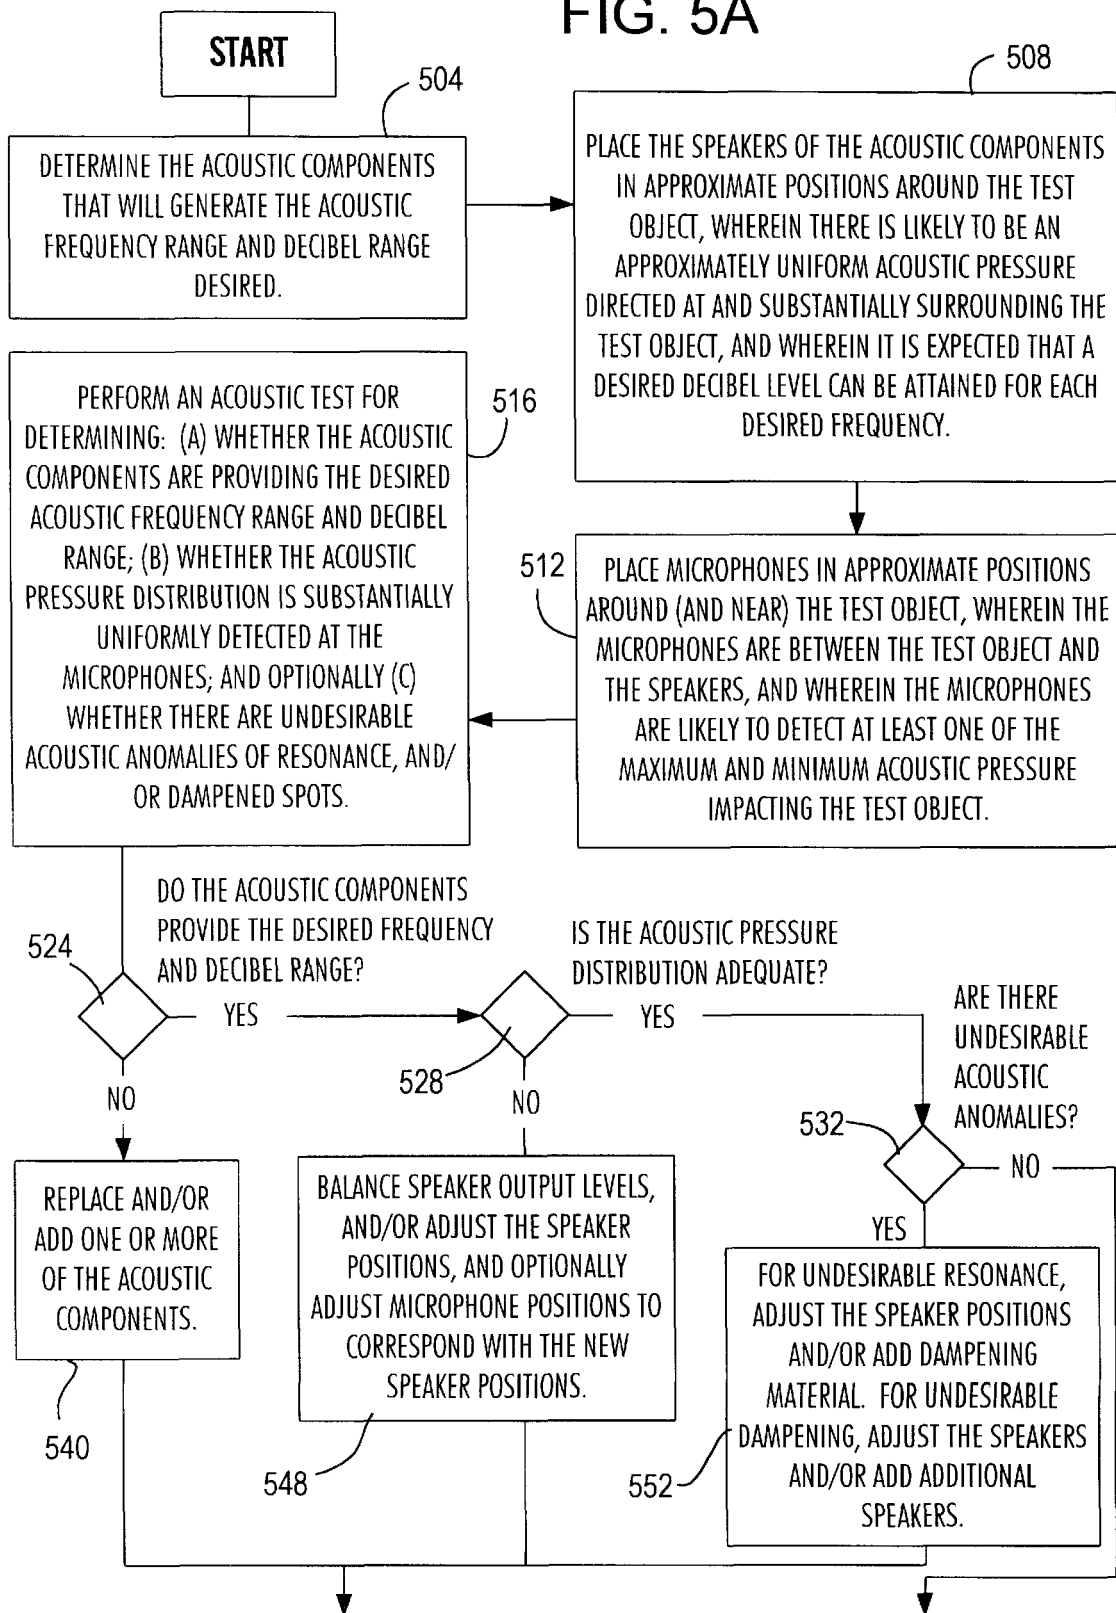 FIG. 5A
START
504
DETERMINE THE ACOUSTIC COMPONENTS
THAT WILL GENERATE THE ACOUSTIC
FREQUENCY RANGE AND DECIBEL RANGE
DESIRED.
508
PLACE THE SPEAKERS OF THE ACOUSTIC COMPONENTS
IN APPROXIMATE POSITIONS AROUND THE TEST
OBJECT, WHEREIN THERE IS LIKELY TO BE AN
APPROXIMATELY UNIFORM ACOUSTIC PRESSURE
DIRECTED AT AND SUBSTANTIALLY SURROUNDING THE
TEST OBJECT, AND WHEREIN IT IS EXPECTED THAT A
DESIRED DECIBEL LEVEL CAN BE ATTAINED FOR EACH
DESIRED FREQUENCY.
512
PLACE MICROPHONES IN APPROXIMATE POSITIONS
AROUND (AND NEAR) THE TEST OBJECT, WHEREIN THE
MICROPHONES ARE BETWEEN THE TEST OBJECT AND
THE SPEAKERS, AND WHEREIN THE MICROPHONES
ARE LIKELY TO DETECT AT LEAST ONE OF THE
MAXIMUM AND MINIMUM ACOUSTIC PRESSURE
IMPACTING THE TEST OBJECT.
516
PERFORM AN ACOUSTIC TEST FOR
DETERMINING: (A) WHETHER THE ACOUSTIC
COMPONENTS ARE PROVIDING THE DESIRED
ACOUSTIC FREQUENCY RANGE AND DECIBEL
RANGE; (B) WHETHER THE ACOUSTIC
PRESSURE DISTRIBUTION IS SUBSTANTIALLY
UNIFORMLY DETECTED AT THE
MICROPHONES; AND OPTIONALLY (C)
WHETHER THERE ARE UNDESIRABLE
ACOUSTIC ANOMALIES OF RESONANCE, AND/
OR DAMPENED SPOTS.
DO THE ACOUSTIC COMPONENTS
PROVIDE THE DESIRED FREQUENCY
AND DECIBEL RANGE?
524
YES
NO
IS THE ACOUSTIC PRESSURE
DISTRIBUTION ADEQUATE?
528
YES
NO
ARE THERE
UNDESIRABLE
ACOUSTIC
ANOMALIES?
532
NO
YES
REPLACE AND/OR
ADD ONE OR MORE
OF THE ACOUSTIC
COMPONENTS.
540
BALANCE SPEAKER OUTPUT LEVELS,
AND/OR ADJUST THE SPEAKER
POSITIONS, AND OPTIONALLY
ADJUST MICROPHONE POSITIONS TO
CORRESPOND WITH THE NEW
SPEAKER POSITIONS.
548
FOR UNDESIRABLE RESONANCE,
ADJUST THE SPEAKER POSITIONS
AND/OR ADD DAMPENING
MATERIAL. FOR UNDESIRABLE
DAMPENING, ADJUST THE SPEAKERS
AND/OR ADD ADDITIONAL
SPEAKERS.
552